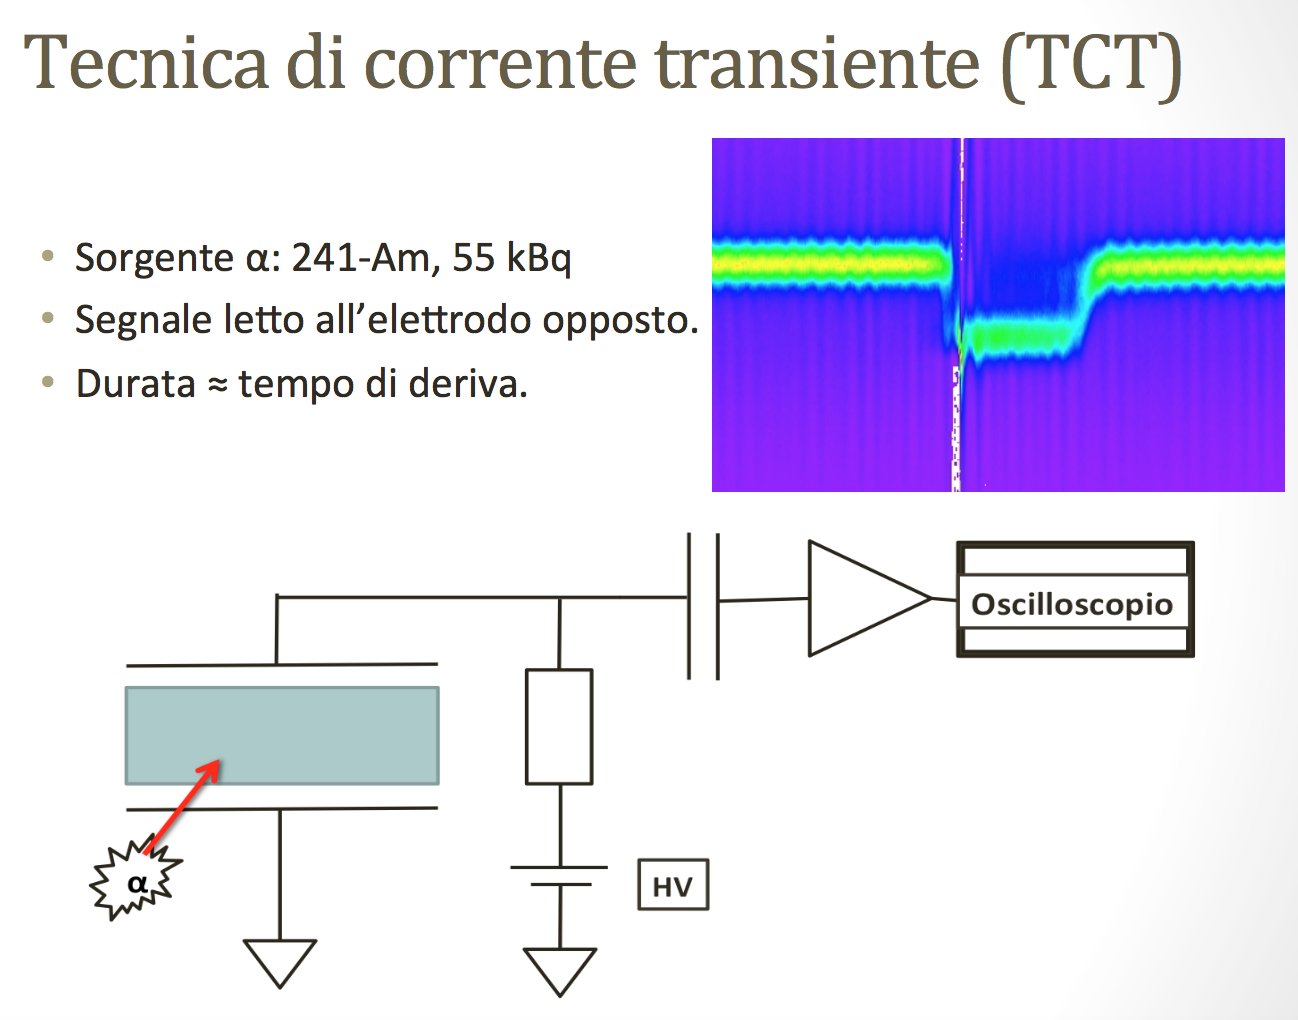 Tecnica di corrente transiente (TCT)
• Sorgente α: 241-Am, 55 kBq
• Segnale letto all’elettrodo opposto.
• Durata ≈ tempo di deriva.
Oscilloscopio
α
HV